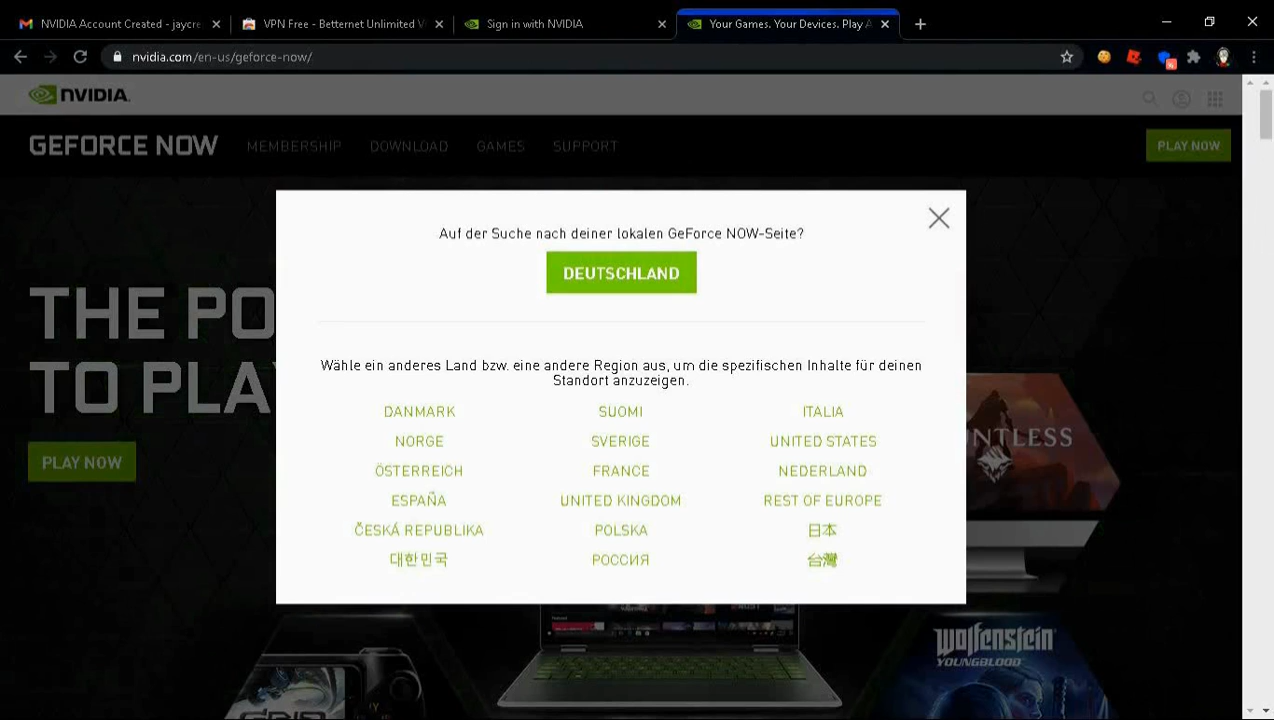 NVIDIA Account Created - jaycre
VPN Free - Betternet Unlimited V
Sign in with NVIDIA
Your Games. Your Devices. Play A
nvidia.com/en-us/geforce-now/
NVIDIA.
GEFORCE NOW
MEMBERSHIP
DOWNLOAD
GAMES
SUPPORT
PLAY NOW
Auf der Suche nach deiner lokalen GeForce NOW-Seite?
DEUTSCHLAND
THE PO
TO PLA
PLAY NOW
Wähle ein anderes Land bzw. eine andere Region aus, um die spezifischen Inhalte für deinen
Standort anzuzeigen.
DANMARK
SUOMI
ITALIA
NORGE
SVERIGE
UNITED STATES
ÖSTERREICH
FRANCE
NEDERLAND
ESPAÑA
UNITED KINGDOM
REST OF EUROPE
ČESKÁ REPUBLIKA
POLSKA
日本
대한민국
РОССИЯ
台灣
NTLESS
Wolfenstein
YOUNGBLOOD
GRID